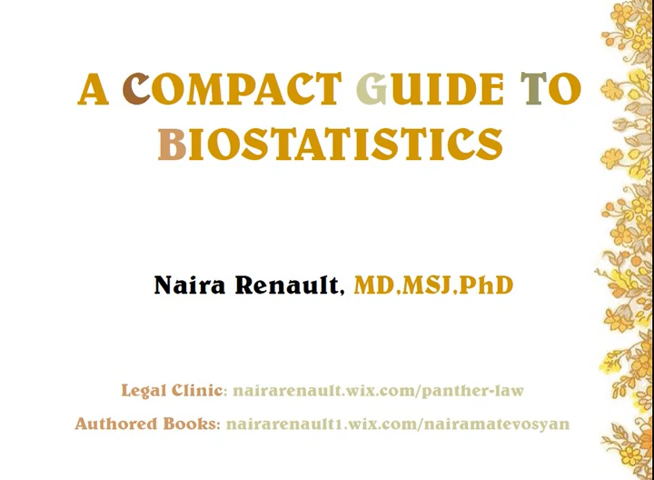 A COMPACT GUIDE TO
BIOSTATISTICS
Naira Renault, MD,MSJ,PhD
Legal Clinic: nairarenault.wix.com/panther-law
Authored Books: nairarenault1.wix.com/nairamatevosyan